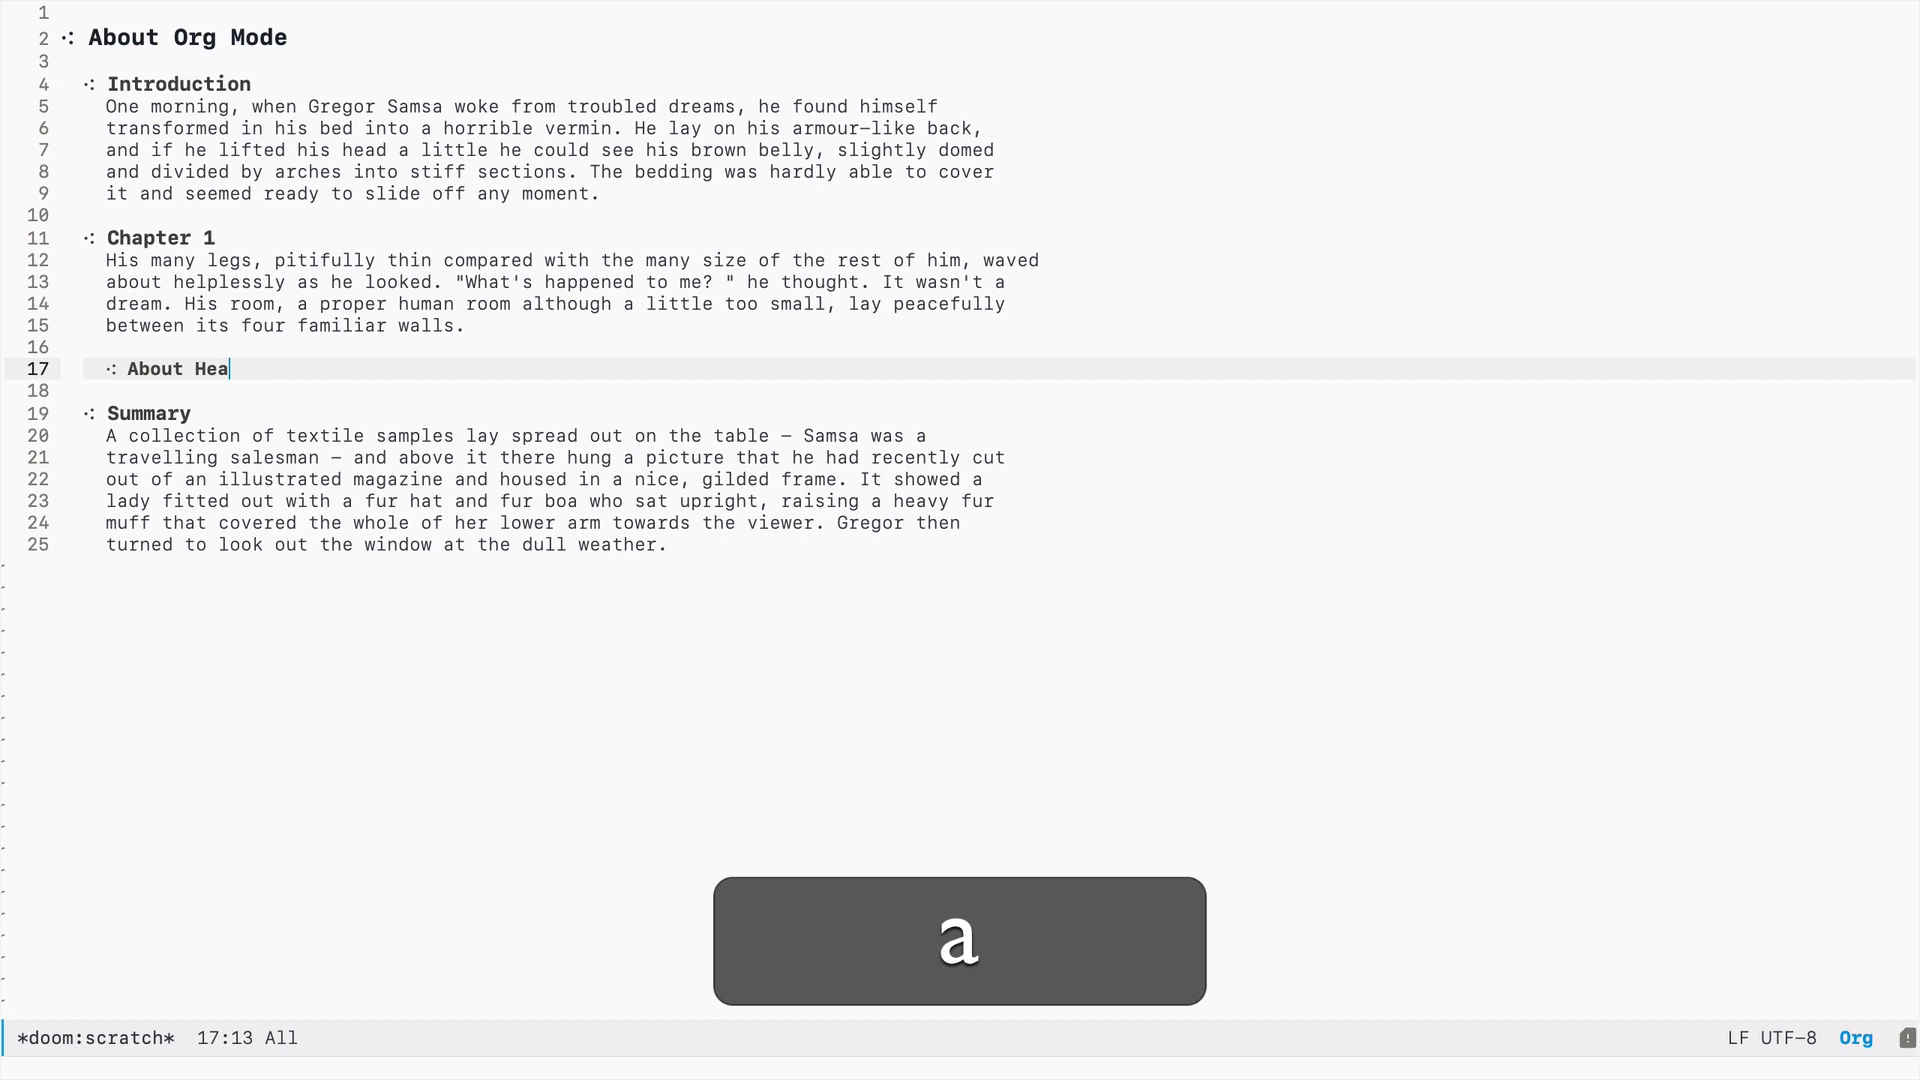 1
2 ⁖ About Org Mode
3
4 ⁖ Introduction
5 One morning, when Gregor Samsa woke from troubled dreams, he found himself
6 transformed in his bed into a horrible vermin. He lay on his armour-like back,
7 and if he lifted his head a little he could see his brown belly, slightly domed
8 and divided by arches into stiff sections. The bedding was hardly able to cover
9 it and seemed ready to slide off any moment.
10
11 ⁖ Chapter 1
12 His many legs, pitifully thin compared with the many size of the rest of him, waved
13 about helplessly as he looked. "What's happened to me? " he thought. It wasn't a
14 dream. His room, a proper human room although a little too small, lay peacefully
15 between its four familiar walls.
16
17 ⁖ About Hea
18
19 ⁖ Summary
20 A collection of textile samples lay spread out on the table - Samsa was a
21 travelling salesman - and above it there hung a picture that he had recently cut
22 out of an illustrated magazine and housed in a nice, gilded frame. It showed a
23 lady fitted out with a fur hat and fur boa who sat upright, raising a heavy fur
24 muff that covered the whole of her lower arm towards the viewer. Gregor then
25 turned to look out the window at the dull weather.
a
*doom:scratch* 17:13 All LF UTF-8 Org